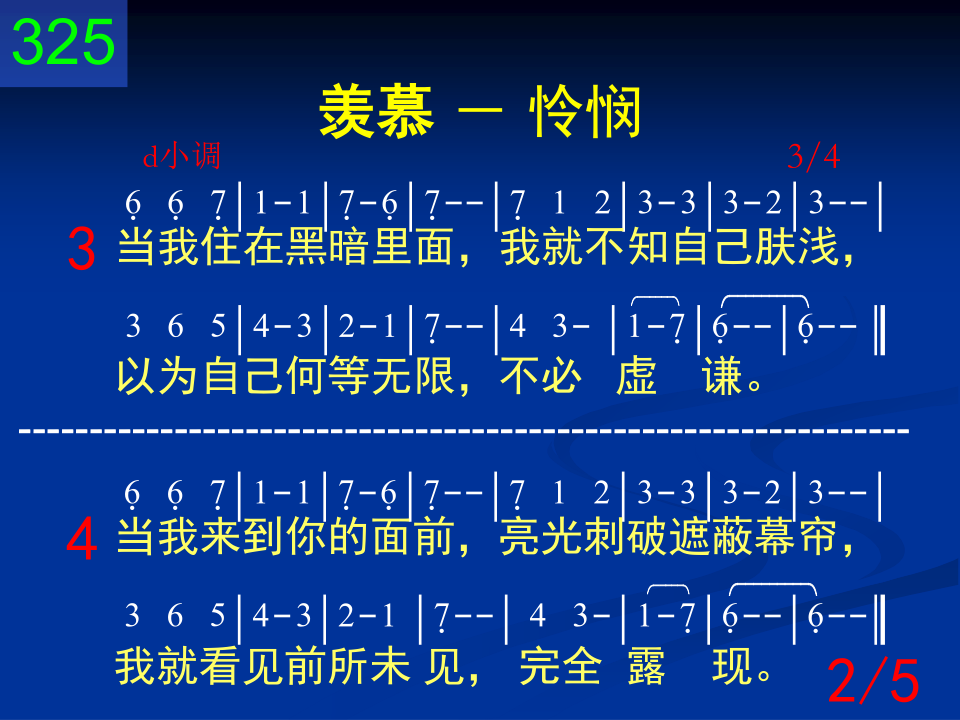 325
羡慕 － 怜悯
d小调 3/4
6̣ 6̣ 7̣|1-1|7̣-6̣|7̣--|7̣ 1 2|3-3|3-2|3--|
3 当我住在黑暗里面，我就不知自己肤浅，
3 6 5|4-3|2-1|7̣--|4 3- |1-7̣|6̣--|6̣--‖
以为自己何等无限，不必 虚 谦。
---------------------------------------------------------------
6̣ 6̣ 7̣|1-1|7̣-6̣|7̣--|7̣ 1 2|3-3|3-2|3--|
4 当我来到你的面前，亮光刺破遮蔽幕帘，
3 6 5|4-3|2-1 |7̣--| 4 3-|1-7̣|6̣--|6̣--‖
我就看见前所未 见， 完全 露 现。
2/5